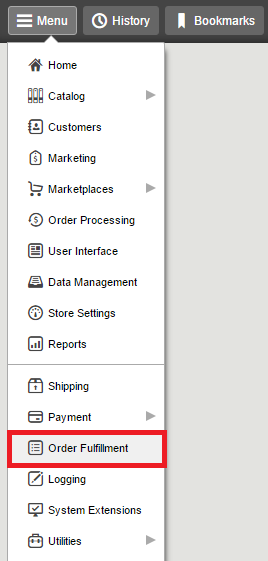 Menu History Bookmarks
Home
Catalog
Customers
Marketing
Marketplaces
Order Processing
User Interface
Data Management
Store Settings
Reports
Shipping
Payment
Order Fulfillment
Logging
System Extensions
Utilities